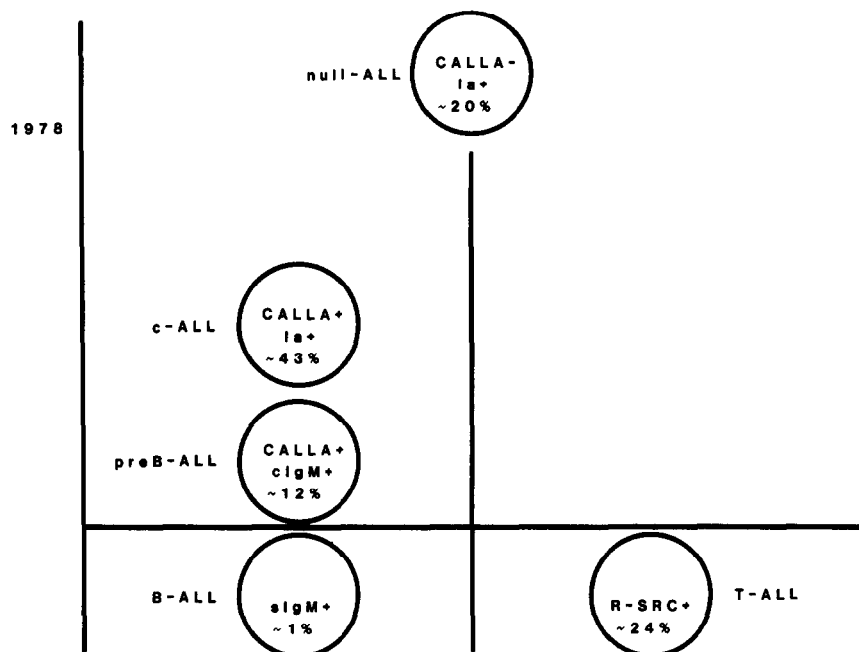 null-ALL
CALLA-
Ia+
~20%
1978
c-ALL
CALLA+
Ia+
~43%
preB-ALL
CALLA+
cIgM+
~12%
B-ALL
sIgM+
~1%
R-SRC+
~24%
T-ALL